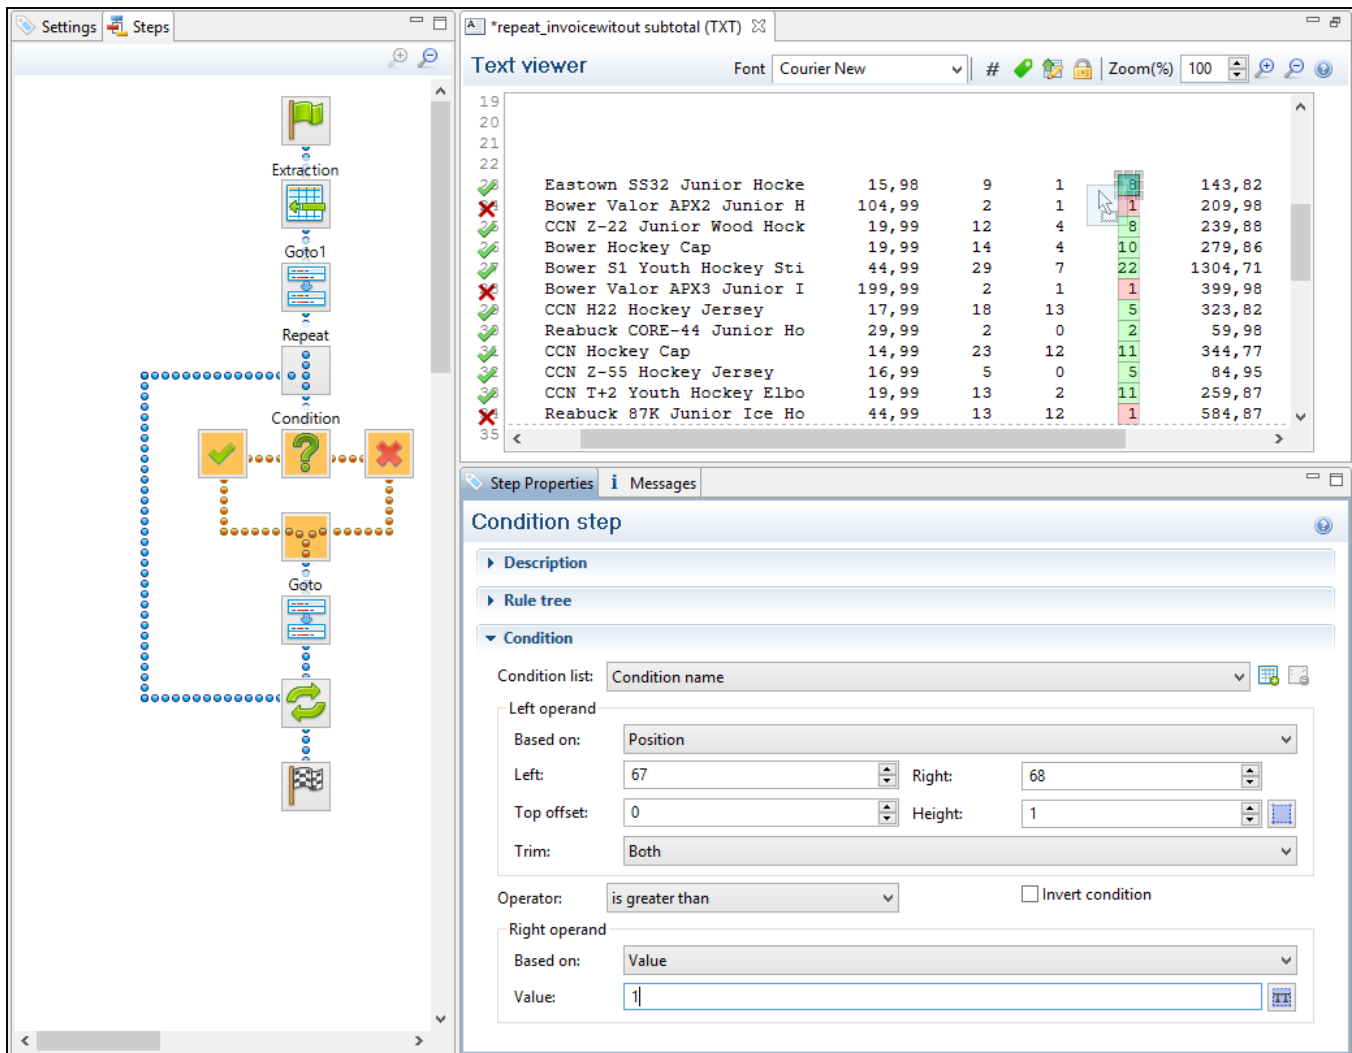 Settings Steps
Extraction
Goto1
Repeat
Condition
Goto
*repeat_invoicewitout subtotal (TXT)
Text viewer Font Courier New # Zoom(%) 100
19
20
21
22
Eastown SS32 Junior Hocke 15,98 9 1 8 143,82
Bower Valor APX2 Junior H 104,99 2 1 1 209,98
CCN Z-22 Junior Wood Hock 19,99 12 4 8 239,88
Bower Hockey Cap 19,99 14 4 10 279,86
Bower S1 Youth Hockey Sti 44,99 29 7 22 1304,71
Bower Valor APX3 Junior I 199,99 2 1 1 399,98
CCN H22 Hockey Jersey 17,99 18 13 5 323,82
Reabuck CORE-44 Junior Ho 29,99 2 0 2 59,98
CCN Hockey Cap 14,99 23 12 11 344,77
CCN Z-55 Hockey Jersey 16,99 5 0 5 84,95
CCN T+2 Youth Hockey Elbo 19,99 13 2 11 259,87
Reabuck 87K Junior Ice Ho 44,99 13 12 1 584,87
35
Step Properties i Messages
Condition step
Description
Rule tree
Condition
Condition list: Condition name
Left operand
Based on: Position
Left: 67 Right: 68
Top offset: 0 Height: 1
Trim: Both
Operator: is greater than Invert condition
Right operand
Based on: Value
Value: 1